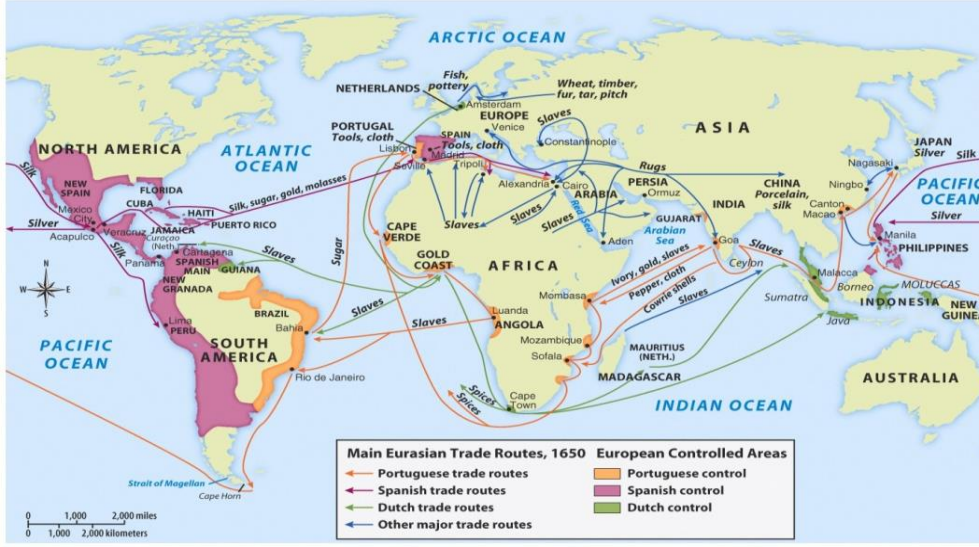 ARCTIC OCEAN
Fish,
pottery
NETHERLANDS
Wheat, timber,
fur, tar, pitch
Amsterdam
EUROPE
Venice
Slaves
ASIA
PORTUGAL
Tools, cloth
SPAIN
Tools, cloth
Lisbon
Madrid
Seville
Constantinople
JAPAN
Silver
NORTH AMERICA
ATLANTIC
OCEAN
Tripoli
Rugs
Nagasaki
Silk
Silk
Alexandria
Cairo
ARABIA
PERSIA
Ormuz
CHINA
Porcelain,
silk
Ningbo
PACIFIC
OCEAN
NEW
SPAIN
FLORIDA
CUBA
Silk, sugar, gold, molasses
HAITI
PUERTO RICO
JAMAICA
Mexico
City
Veracruz
Acapulco
Silver
Slaves
Slaves
Slaves
Red Sea
INDIA
GUJARAT
Arabian
Sea
Canton
Macao
Silver
Curaçao
(Neth.)
Cartagena
Panama
SPANISH
MAIN
GUIANA
Silk
NEW
GRANADA
Slaves
Sugar
CAPE
VERDE
GOLD
COAST
AFRICA
Aden
Goa
Slaves
Ceylon
Manila
PHILIPPINES
Ivory, gold, slaves
Pepper, cloth
Cowrie shells
Slaves
Malacca
Borneo
MOLUCCAS
Sumatra
INDONESIA
NEW
GUINEA
Java
N
W
E
S
BRAZIL
Lima
PERU
Bahia
Slaves
Slaves
Luanda
ANGOLA
Mombasa
Mozambique
Sofala
MAURITIUS
(NETH.)
MADAGASCAR
PACIFIC
OCEAN
SOUTH
AMERICA
Rio de Janeiro
Spices
Spices
Cape
Town
INDIAN OCEAN
AUSTRALIA
Strait of Magellan
Cape Horn
0 1,000 2,000 miles
0 1,000 2,000 kilometers
Main Eurasian Trade Routes, 1650
Portuguese trade routes
Spanish trade routes
Dutch trade routes
Other major trade routes
European Controlled Areas
Portuguese control
Spanish control
Dutch control